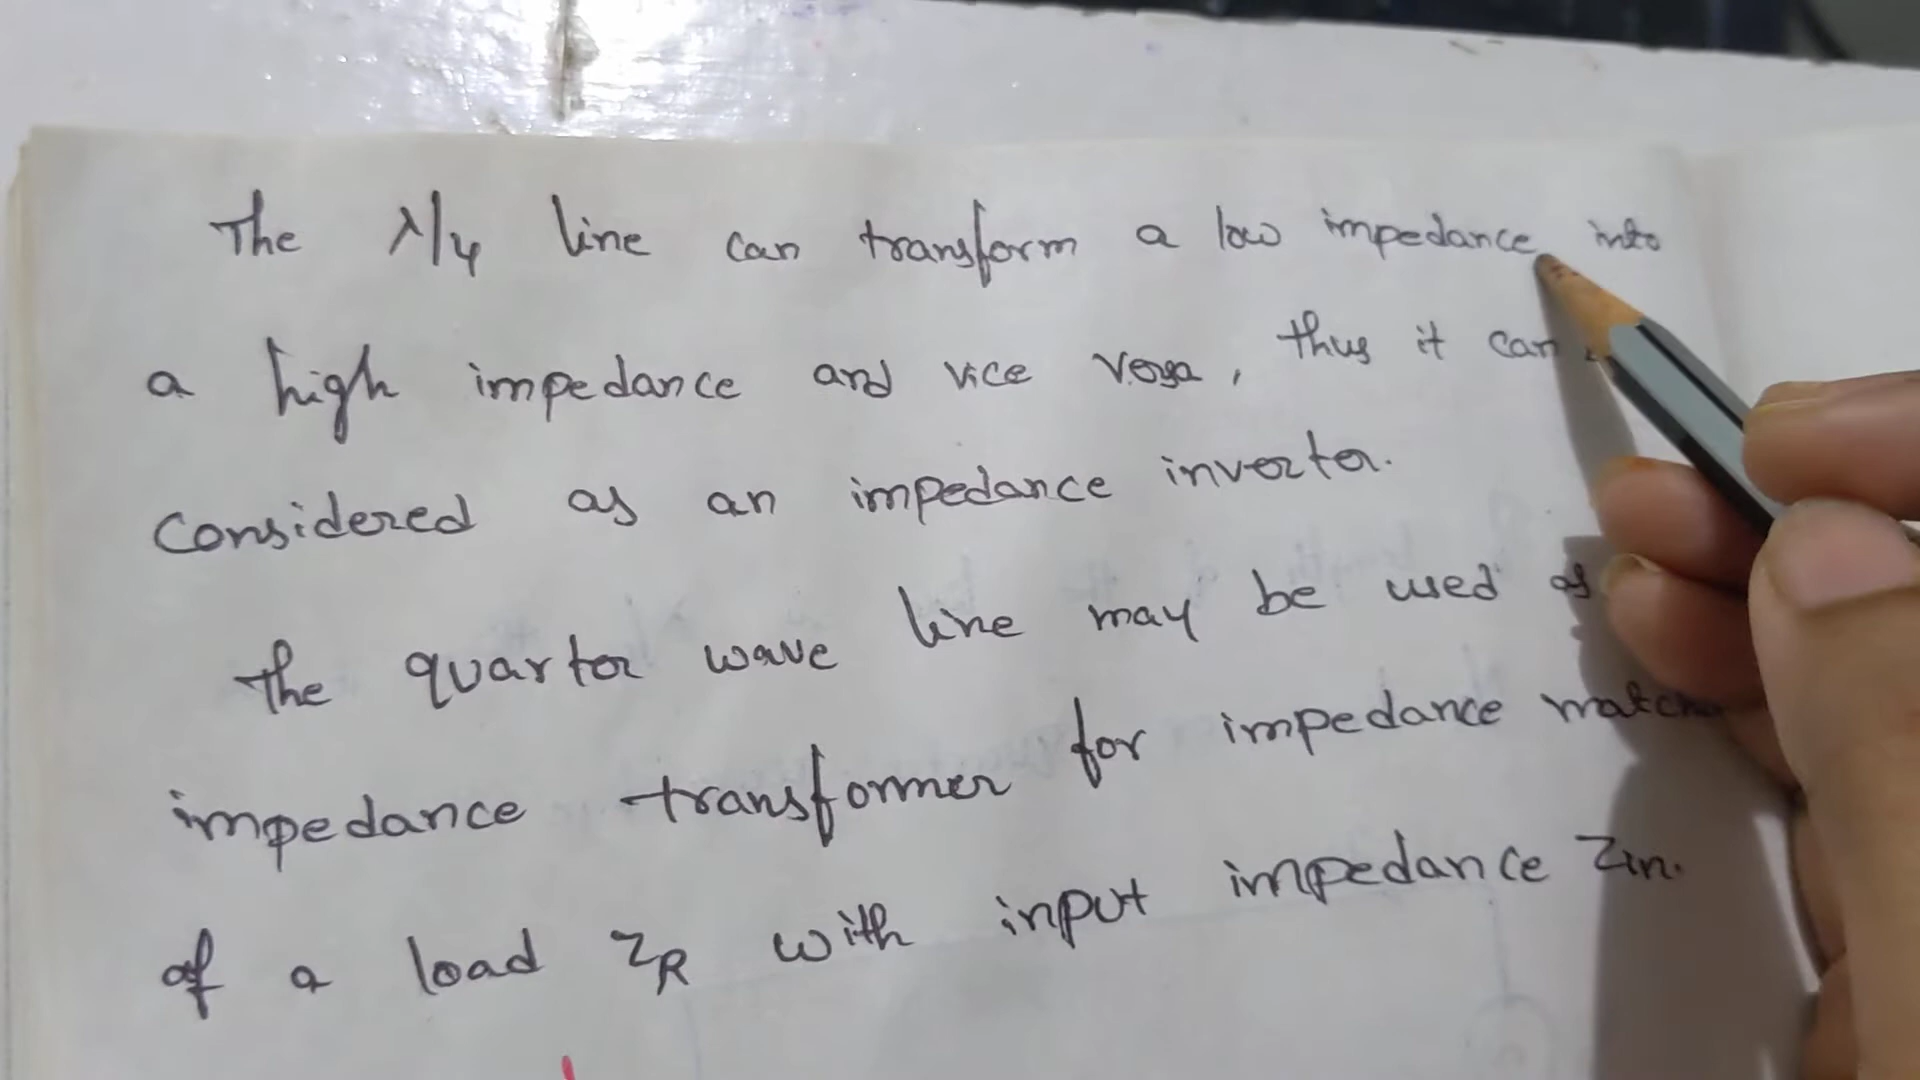 The λ/4 line can transform a low impedance into
a high impedance and vice versa, thus it can
considered as an impedance invertor.
The quarter wave line may be used as
impedance transformer for impedance match
of a load ZR with input impedance Zin.